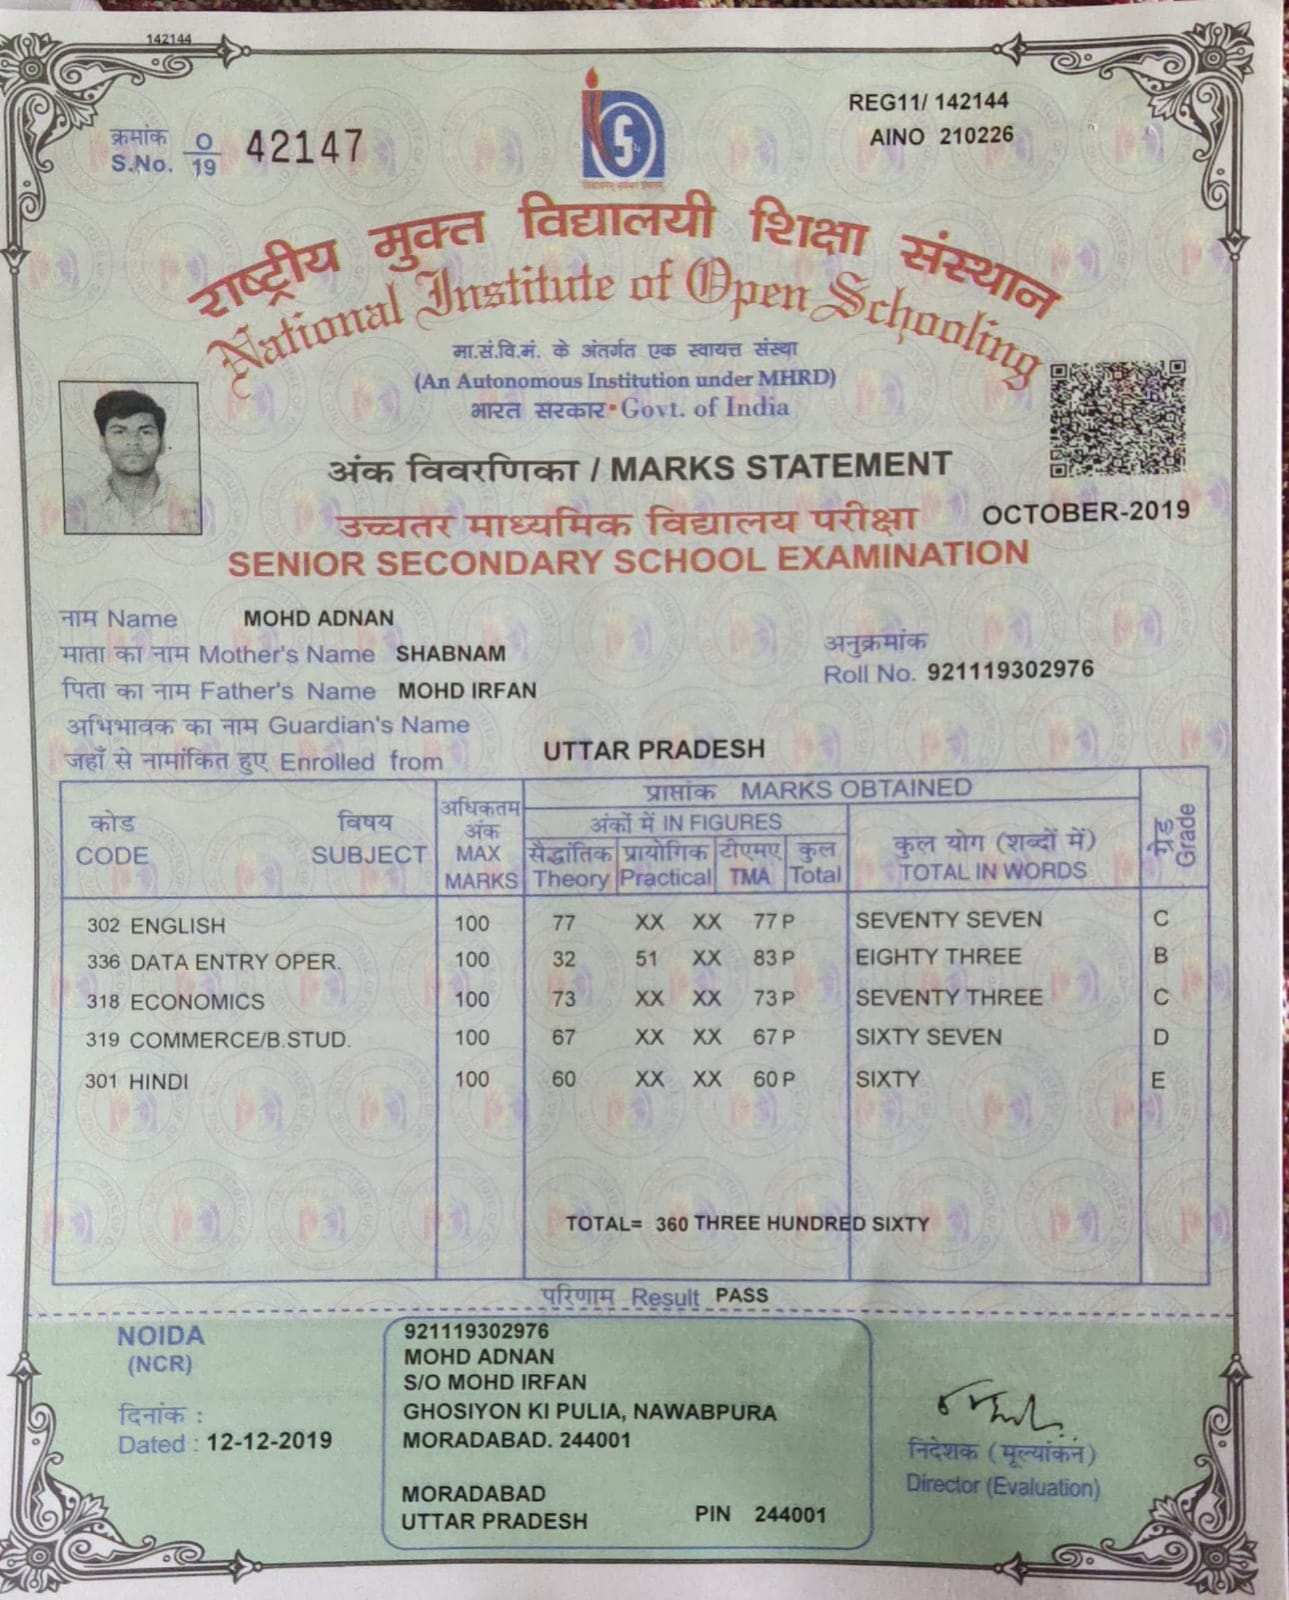 142144
क्रमांक O
S.No. 19 42147
REG11/ 142144
AINO 210226
राष्ट्रीय मुक्त विद्यालयी शिक्षा संस्थान
National Institute of Open Schooling
मा.सं.वि.मं. के अंतर्गत एक स्वायत्त संस्था
(An Autonomous Institution under MHRD)
भारत सरकार • Govt. of India
अंक विवरणिका / MARKS STATEMENT
उच्चतर माध्यमिक विद्यालय परीक्षा OCTOBER-2019
SENIOR SECONDARY SCHOOL EXAMINATION
नाम Name MOHD ADNAN
माता का नाम Mother's Name SHABNAM
पिता का नाम Father's Name MOHD IRFAN
अनुक्रमांक
Roll No. 921119302976
अभिभावक का नाम Guardian's Name
जहाँ से नामांकित हुए Enrolled from UTTAR PRADESH
कोड
CODE
विषय
SUBJECT
अधिकतम
अंक
MAX
MARKS
प्राप्तांक MARKS OBTAINED
अंकों में IN FIGURES
सैद्धांतिक प्रायोगिक टीएमए कुल
Theory Practical TMA Total
कुल योग (शब्दों में)
TOTAL IN WORDS
ग्रेड
Grade
302 ENGLISH 100 77 XX XX 77 P SEVENTY SEVEN C
336 DATA ENTRY OPER. 100 32 51 XX 83 P EIGHTY THREE B
318 ECONOMICS 100 73 XX XX 73 P SEVENTY THREE C
319 COMMERCE/B.STUD. 100 67 XX XX 67 P SIXTY SEVEN D
301 HINDI 100 60 XX XX 60 P SIXTY E
TOTAL= 360 THREE HUNDRED SIXTY
परिणाम Result PASS
NOIDA
(NCR)
दिनांक :
Dated : 12-12-2019
921119302976
MOHD ADNAN
S/O MOHD IRFAN
GHOSIYON KI PULIA, NAWABPURA
MORADABAD. 244001
MORADABAD
UTTAR PRADESH PIN 244001
निदेशक (मूल्यांकन)
Director (Evaluation)